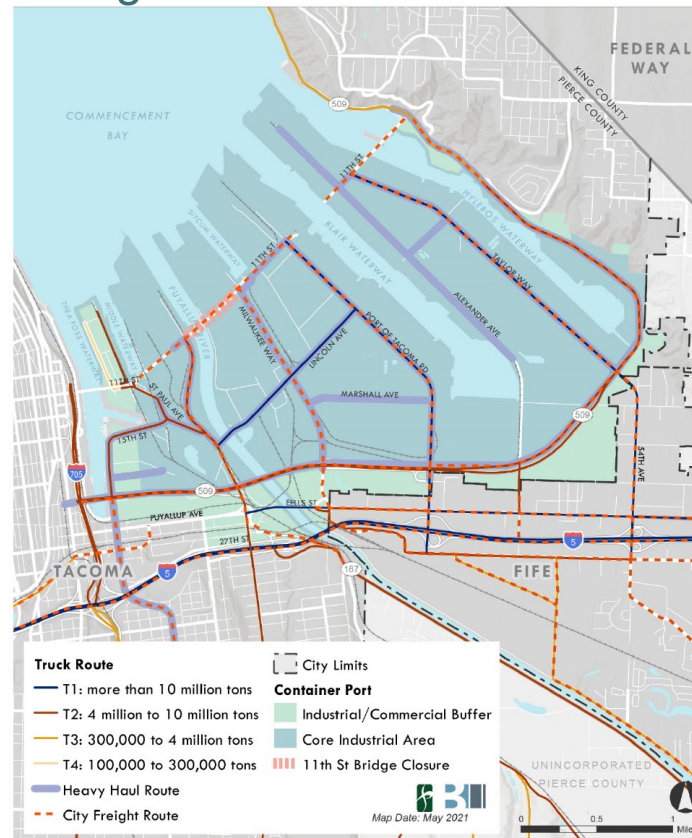 FEDERAL
WAY
KING COUNTY
PIERCE COUNTY
509
COMMENCEMENT
BAY
11TH ST
HYLEBOS WATERWAY
SITCUM WATERWAY
BLAIR WATERWAY
TAYLOR WAY
11TH ST
PUYALLUP RIVER
MIDDLE WATERWAY
THEA FOSS WATERWAY
MILWAUKEE WAY
LINCOLN AVE
PORT OF TACOMA RD
ALEXANDER AVE
11TH ST
ST PAUL AVE
MARSHALL AVE
509
15TH ST
54TH AVE
705
509
EELLS ST
PUYALLUP AVE
27TH ST
5
TACOMA
5
167
FIFE
Truck Route
T1: more than 10 million tons
T2: 4 million to 10 million tons
T3: 300,000 to 4 million tons
T4: 100,000 to 300,000 tons
Heavy Haul Route
City Freight Route
City Limits
Container Port
Industrial/Commercial Buffer
Core Industrial Area
11th St Bridge Closure
Map Date: May 2021
UNINCORPORATED
PIERCE COUNTY
0 0.5 1